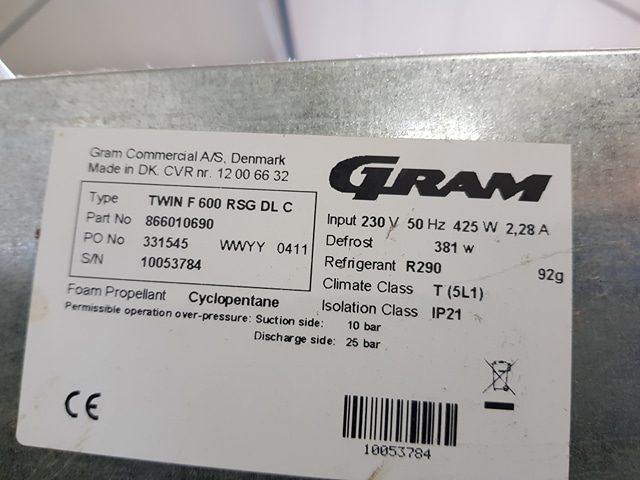 Gram Commercial A/S, Denmark
Made in DK. CVR nr. 12 00 66 32
GRAM
Type TWIN F 600 RSG DL C
Part No 866010690
PO No 331545 WWYY 0411
S/N 10053784
Input 230 V 50 Hz 425 W 2,28 A
Defrost 381 W
Refrigerant R290 92g
Climate Class T (5L1)
Isolation Class IP21
Foam Propellant Cyclopentane
Permissible operation over-pressure: Suction side: 10 bar
Discharge side: 25 bar
CE
10053784